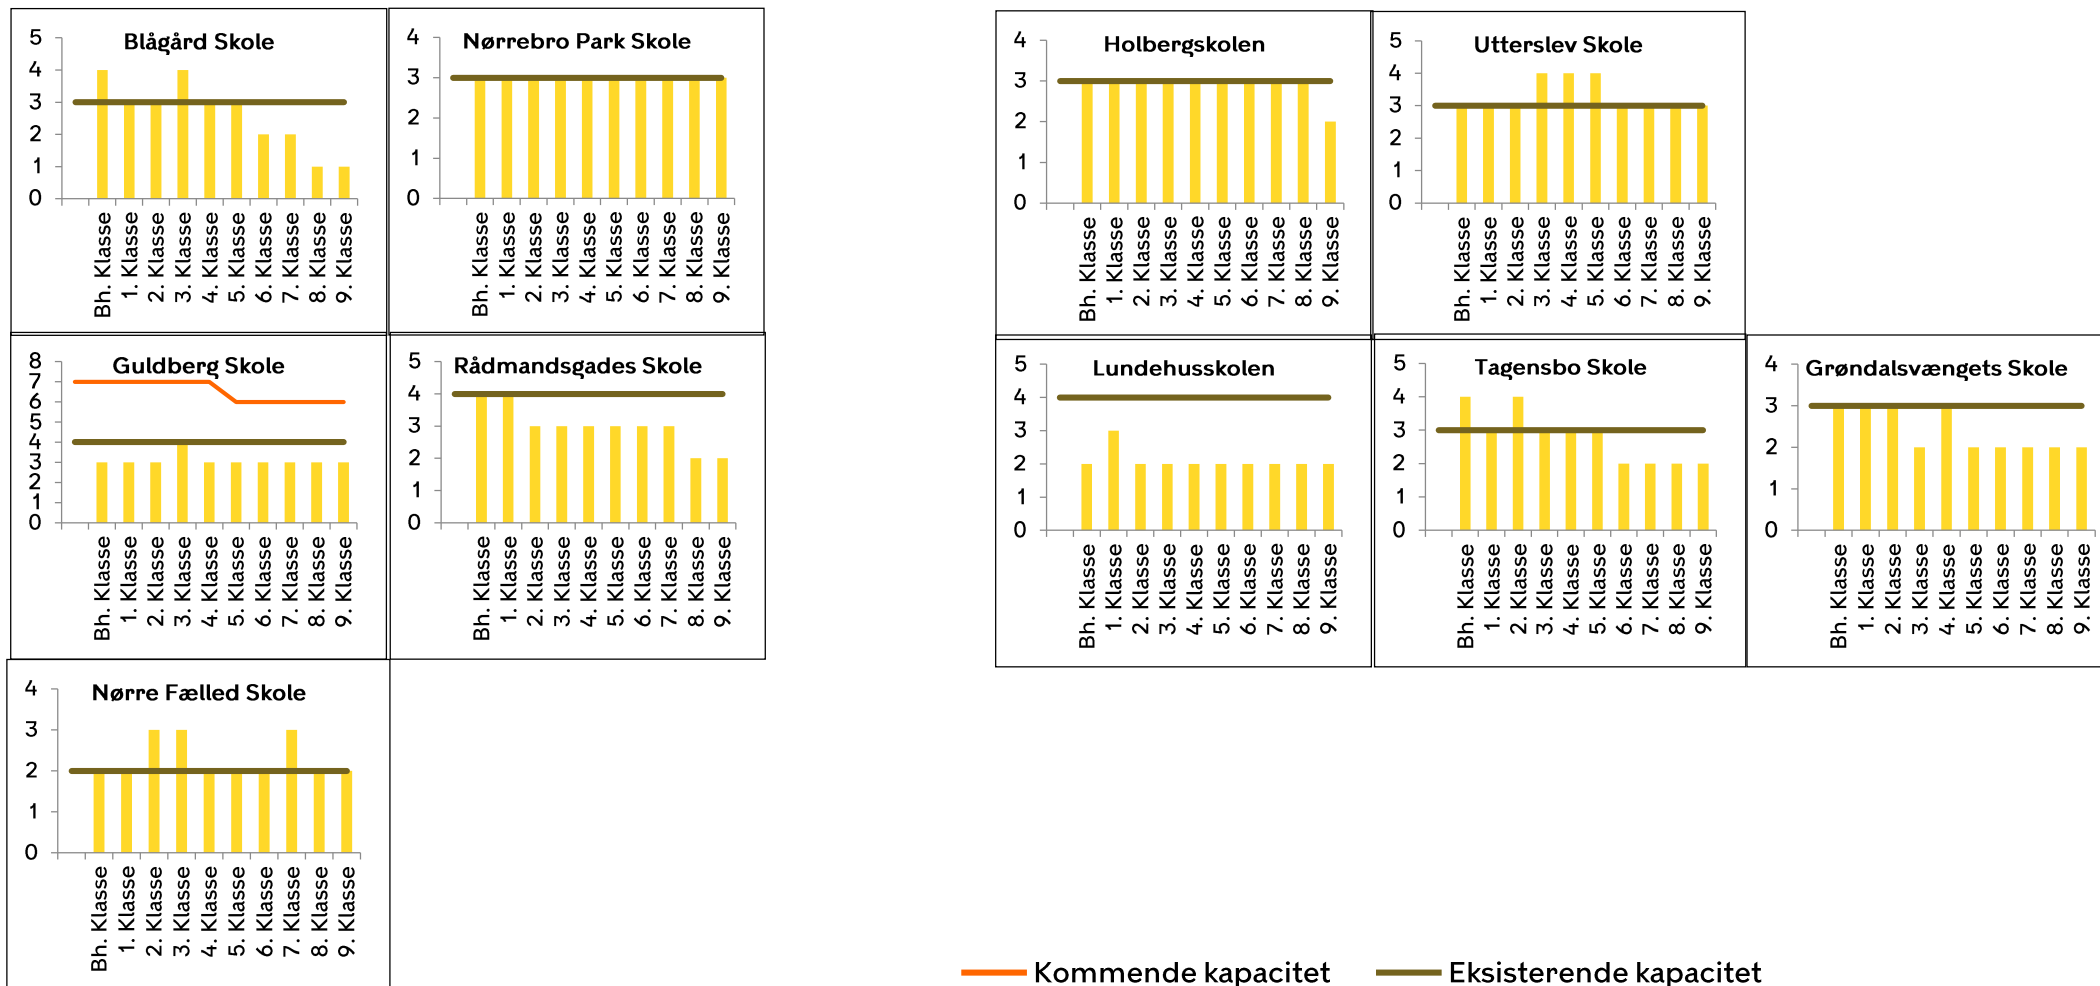 Blågård Skole
5
4
3
2
1
0
Bh. Klasse
1. Klasse
2. Klasse
3. Klasse
4. Klasse
5. Klasse
6. Klasse
7. Klasse
8. Klasse
9. Klasse
Nørrebro Park Skole
4
3
2
1
0
Bh. Klasse
1. Klasse
2. Klasse
3. Klasse
4. Klasse
5. Klasse
6. Klasse
7. Klasse
8. Klasse
9. Klasse
Holbergskolen
4
3
2
1
0
Bh. Klasse
1. Klasse
2. Klasse
3. Klasse
4. Klasse
5. Klasse
6. Klasse
7. Klasse
8. Klasse
9. Klasse
Utterslev Skole
5
4
3
2
1
0
Bh. Klasse
1. Klasse
2. Klasse
3. Klasse
4. Klasse
5. Klasse
6. Klasse
7. Klasse
8. Klasse
9. Klasse
Guldberg Skole
8
7
6
5
4
3
2
1
0
Bh. Klasse
1. Klasse
2. Klasse
3. Klasse
4. Klasse
5. Klasse
6. Klasse
7. Klasse
8. Klasse
9. Klasse
Rådmandsgades Skole
5
4
3
2
1
0
Bh. Klasse
1. Klasse
2. Klasse
3. Klasse
4. Klasse
5. Klasse
6. Klasse
7. Klasse
8. Klasse
9. Klasse
Lundehusskolen
5
4
3
2
1
0
Bh. Klasse
1. Klasse
2. Klasse
3. Klasse
4. Klasse
5. Klasse
6. Klasse
7. Klasse
8. Klasse
9. Klasse
Tagensbo Skole
5
4
3
2
1
0
Bh. Klasse
1. Klasse
2. Klasse
3. Klasse
4. Klasse
5. Klasse
6. Klasse
7. Klasse
8. Klasse
9. Klasse
Grøndalsvængets Skole
4
3
2
1
0
Bh. Klasse
1. Klasse
2. Klasse
3. Klasse
4. Klasse
5. Klasse
6. Klasse
7. Klasse
8. Klasse
9. Klasse
Nørre Fælled Skole
4
3
2
1
0
Bh. Klasse
1. Klasse
2. Klasse
3. Klasse
4. Klasse
5. Klasse
6. Klasse
7. Klasse
8. Klasse
9. Klasse
Kommende kapacitet
Eksisterende kapacitet